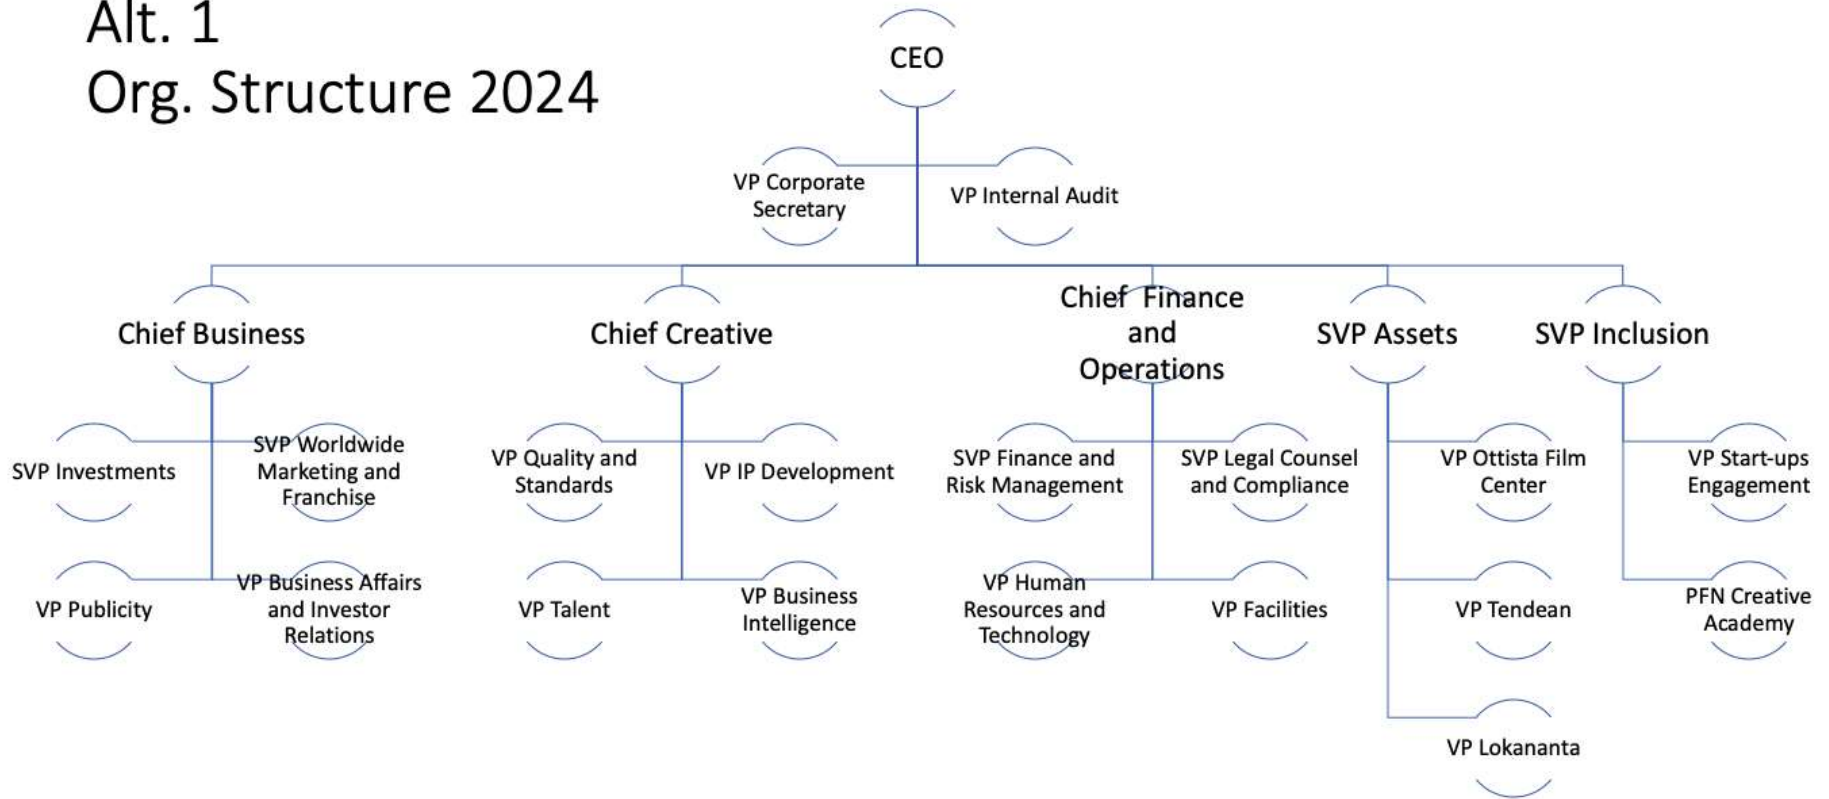 Alt. 1
Org. Structure 2024
CEO
VP Corporate
Secretary
VP Internal Audit
Chief Business
Chief Creative
Chief  Finance
and
Operations
SVP Assets
SVP Inclusion
SVP Investments
SVP Worldwide
Marketing and
Franchise
VP Publicity
VP Business Affairs
and Investor
Relations
VP Quality and
Standards
VP IP Development
VP Talent
VP Business
Intelligence
SVP Finance and
Risk Management
SVP Legal Counsel
and Compliance
VP Human
Resources and
Technology
VP Facilities
VP Ottista Film
Center
VP Tendean
VP Lokananta
VP Start-ups
Engagement
PFN Creative
Academy